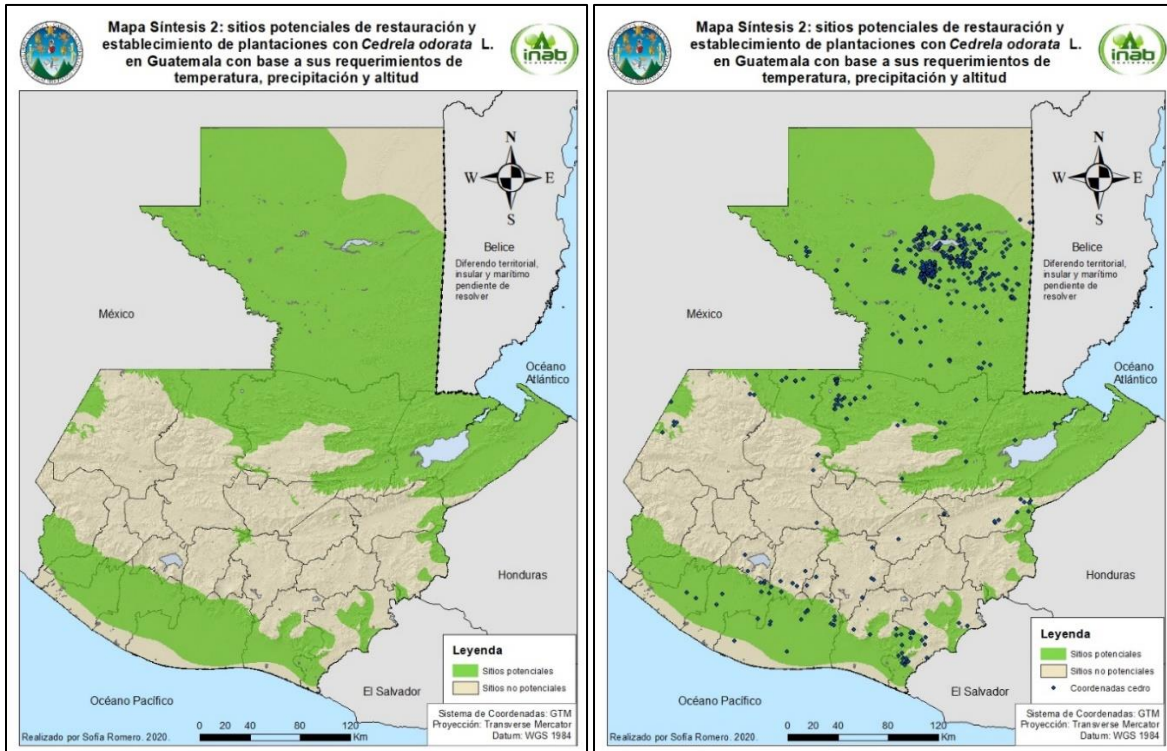 Mapa Síntesis 2: sitios potenciales de restauración y
establecimiento de plantaciones con Cedrela odorata L.
en Guatemala con base a sus requerimientos de
temperatura, precipitación y altitud
inab
Guatemala
N
W E
S
Belice
Diferendo territorial,
insular y marítimo
pendiente de
resolver
México
Océano
Atlántico
Honduras
Leyenda
Sitios potenciales
Sitios no potenciales
El Salvador
Océano Pacífico
Sistema de Coordenadas: GTM
Proyección: Transverse Mercator
Datum: WGS 1984
0 20 40 80 120
Km
Realizado por Sofía Romero. 2020.
Mapa Síntesis 2: sitios potenciales de restauración y
establecimiento de plantaciones con Cedrela odorata L.
en Guatemala con base a sus requerimientos de
temperatura, precipitación y altitud
inab
Guatemala
N
W E
S
Belice
Diferendo territorial,
insular y marítimo
pendiente de
resolver
México
Océano
Atlántico
Honduras
Leyenda
Sitios potenciales
Sitios no potenciales
Coordenadas cedro
El Salvador
Océano Pacífico
Sistema de Coordenadas: GTM
Proyección: Transverse Mercator
Datum: WGS 1984
0 20 40 80 120
Km
Realizado por Sofía Romero. 2020.